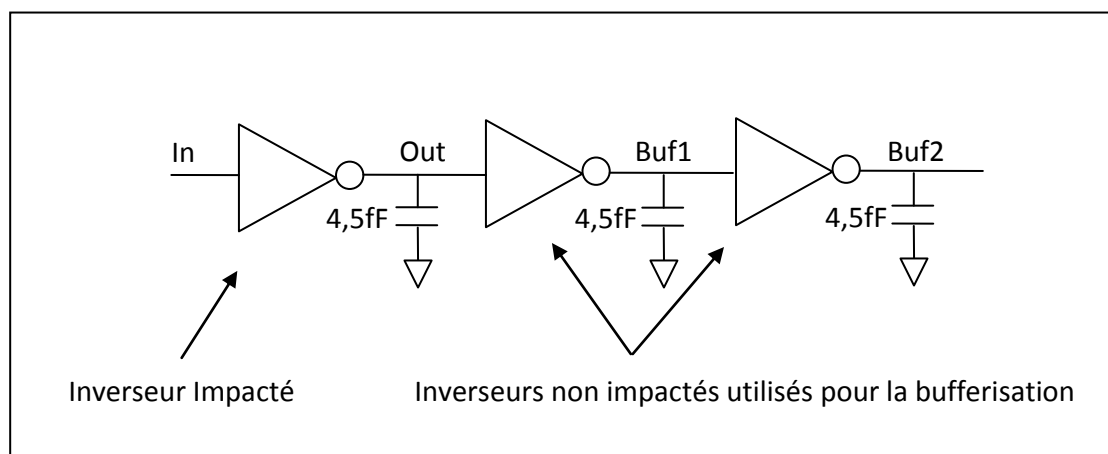 In
Out
Buf1
Buf2
4,5fF
4,5fF
4,5fF
Inverseur Impacté
Inverseurs non impactés utilisés pour la bufferisation